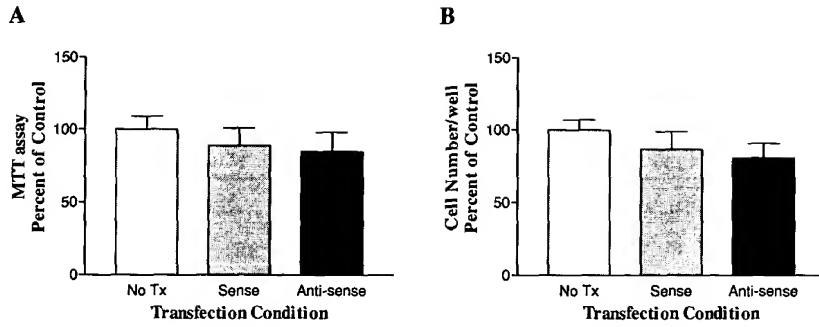 A
150
100
50
0
MTT assay
Percent of Control
No Tx Sense Anti-sense
Transfection Condition
B
150
100
50
0
Cell Number/well
Percent of Control
No Tx Sense Anti-sense
Transfection Condition